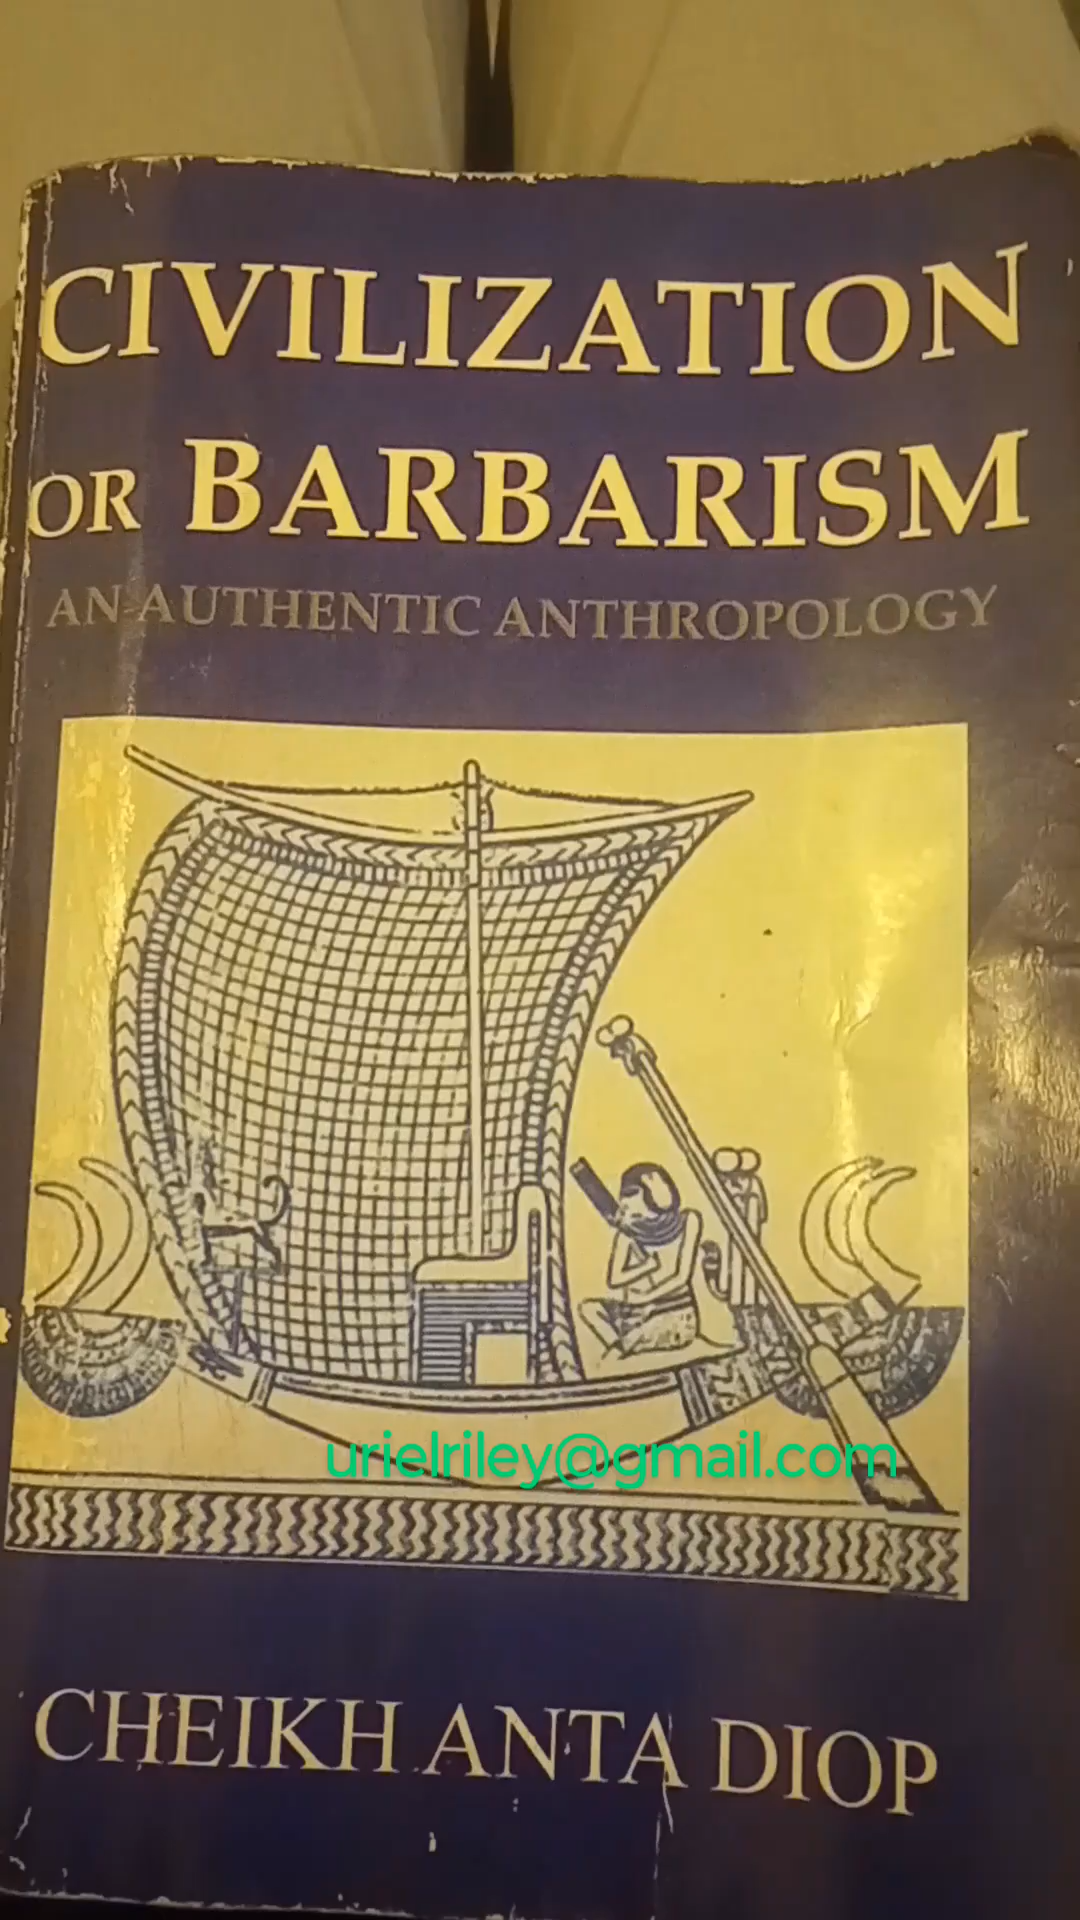 CIVILIZATION
OR BARBARISM
AN AUTHENTIC ANTHROPOLOGY
urielriley@gmail.com
CHEIKH ANTA DIOP